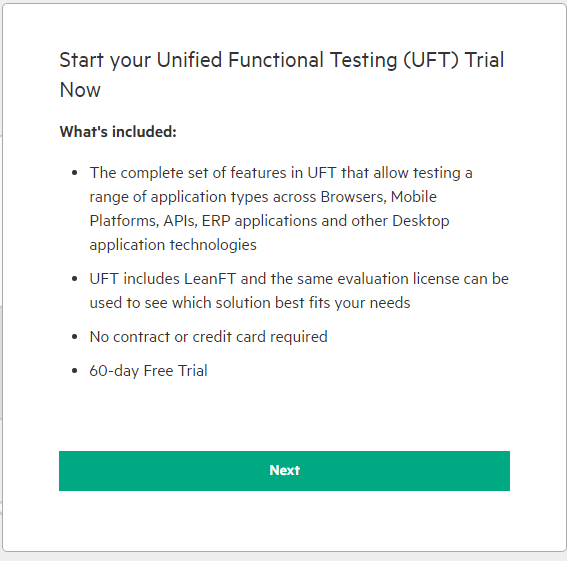 Start your Unified Functional Testing (UFT) Trial
Now
What's included:
• The complete set of features in UFT that allow testing a
range of application types across Browsers, Mobile
Platforms, APIs, ERP applications and other Desktop
application technologies
• UFT includes LeanFT and the same evaluation license can be
used to see which solution best fits your needs
• No contract or credit card required
• 60-day Free Trial
Next